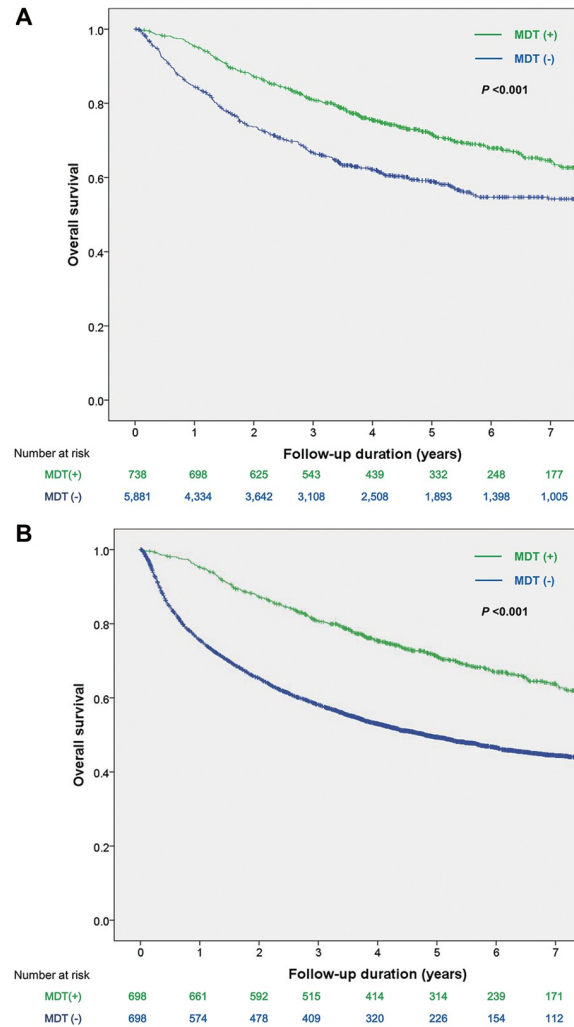 A
1.0
MDT (+)
MDT (-)
P <0.001
0.8
0.6
Overall survival
0.4
0.2
0.0
0 1 2 3 4 5 6 7
Number at risk Follow-up duration (years)
MDT(+) 738 698 625 543 439 332 248 177
MDT (-) 5,881 4,334 3,642 3,108 2,508 1,893 1,398 1,005
B
1.0
MDT (+)
MDT (-)
P <0.001
0.8
0.6
Overall survival
0.4
0.2
0.0
0 1 2 3 4 5 6 7
Number at risk Follow-up duration (years)
MDT(+) 698 661 592 515 414 314 239 171
MDT (-) 698 574 478 409 320 226 154 112